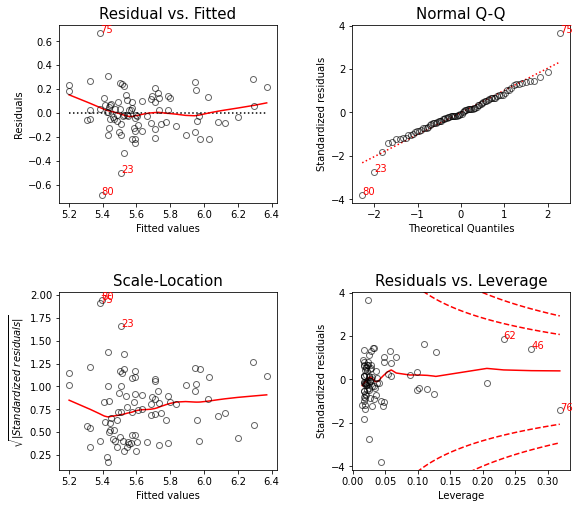 Residual vs. Fitted
75
0.6
0.4
0.2
0.0
−0.2
−0.4
−0.6
Residuals
23
80
5.2 5.4 5.6 5.8 6.0 6.2 6.4
Fitted values
Normal Q-Q
75
4
2
0
−2
−4
Standardized residuals
23
80
−2 −1 0 1 2
Theoretical Quantiles
Scale-Location
2.00
1.75
1.50
1.25
1.00
0.75
0.50
0.25
√|Standardized residuals|
23
5.2 5.4 5.6 5.8 6.0 6.2 6.4
Fitted values
Residuals vs. Leverage
4
2
0
−2
−4
Standardized residuals
62
46
76
0.00 0.05 0.10 0.15 0.20 0.25 0.30
Leverage